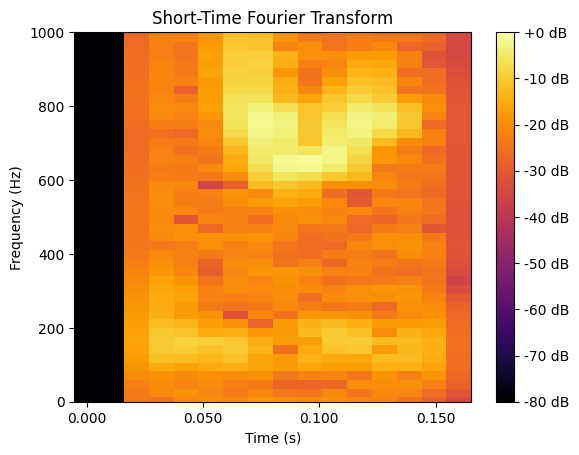 Short-Time Fourier Transform
1000
800
600
400
200
0
Frequency (Hz)
0.000
0.050
0.100
0.150
Time (s)
+0 dB
-10 dB
-20 dB
-30 dB
-40 dB
-50 dB
-60 dB
-70 dB
-80 dB